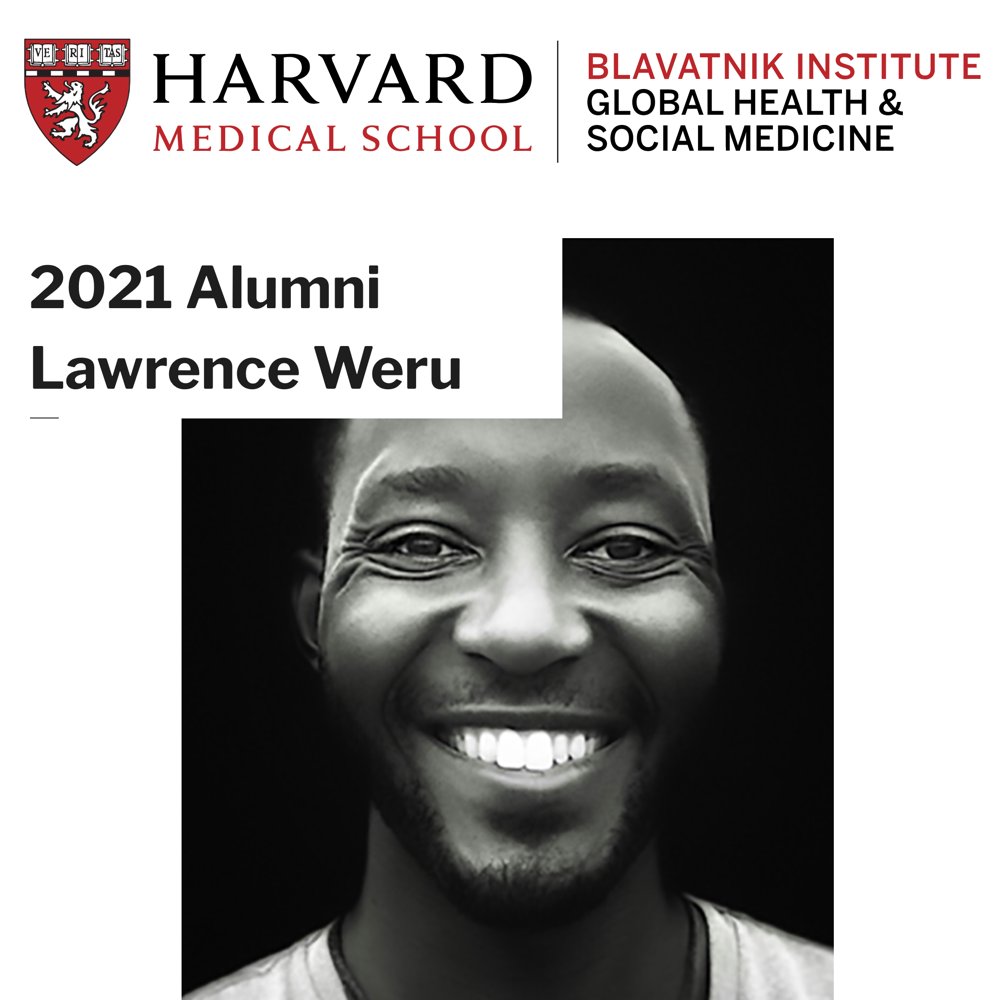 VE RI TAS
HARVARD
MEDICAL SCHOOL
BLAVATNIK INSTITUTE
GLOBAL HEALTH &
SOCIAL MEDICINE
2021 Alumni
Lawrence Weru